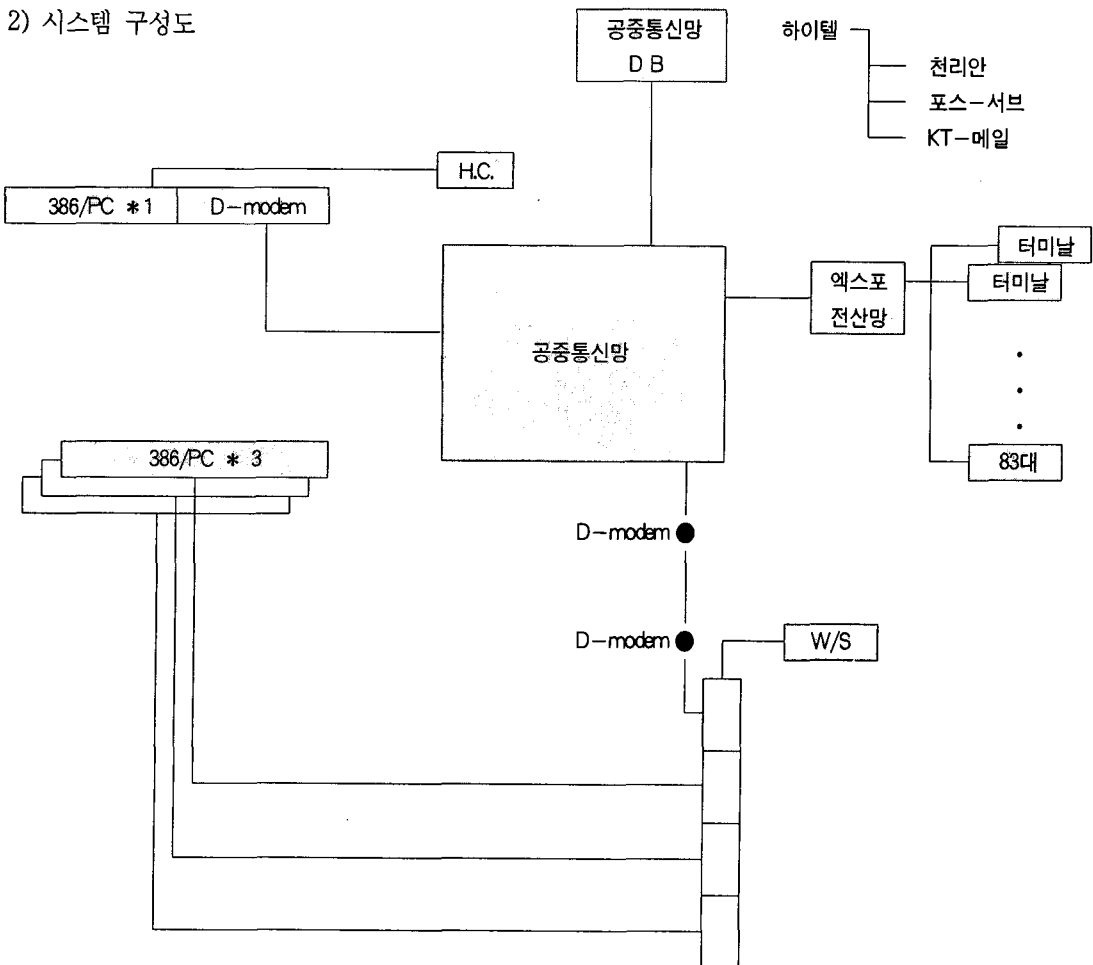 2) 시스템 구성도
공중통신망
D B
하이텔
천리안
포스-서브
KT-메일
H.C.
386/PC *1
D-modem
터미날
터미날
엑스포
전산망
공중통신망
83대
386/PC * 3
D-modem
D-modem
W/S